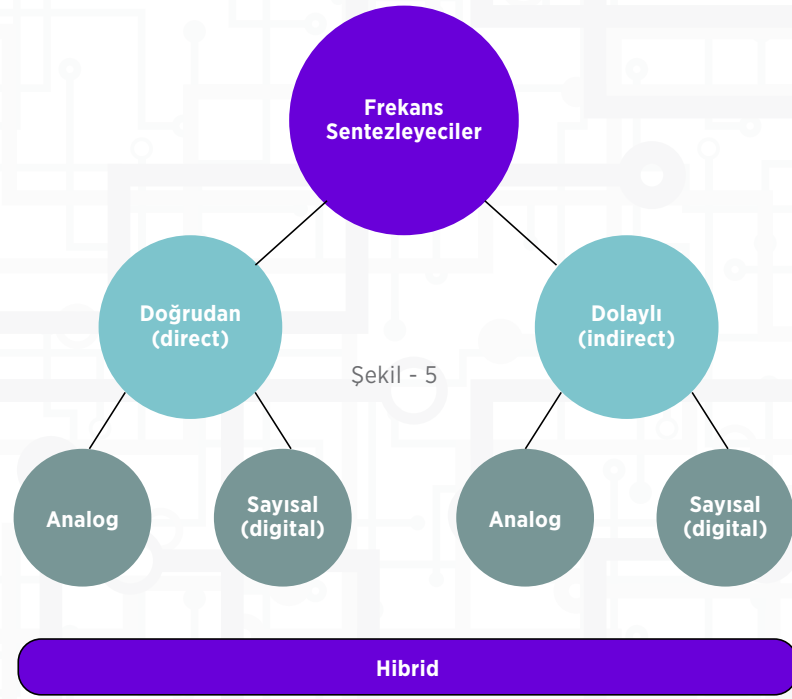 Frekans
Sentezleyeciler
Doğrudan
(direct)
Dolaylı
(indirect)
Şekil - 5
Analog
Sayısal
(digital)
Analog
Sayısal
(digital)
Hibrid